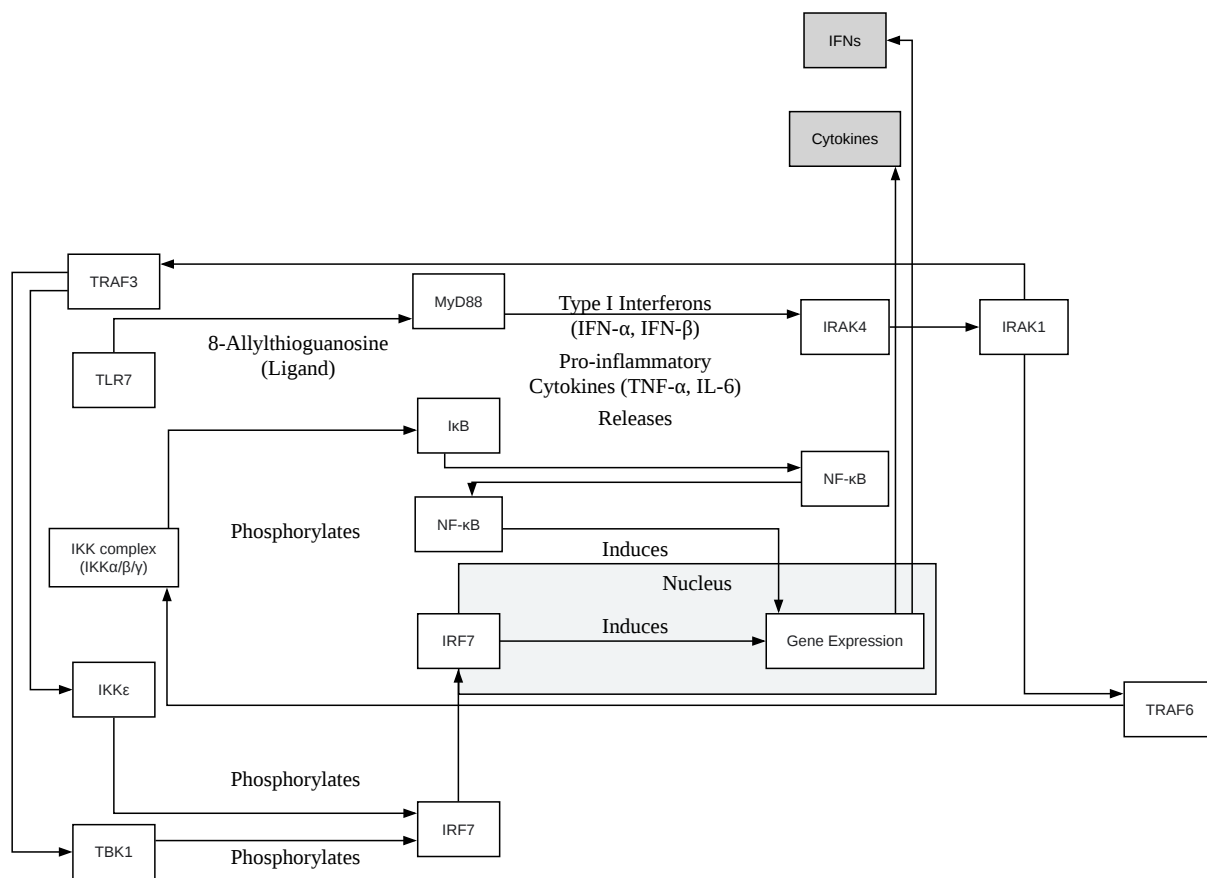 IFNs
Cytokines
TRAF3
MyD88
Type I Interferons
(IFN-α, IFN-β)
IRAK4
IRAK1
8-Allylthioguanosine
(Ligand)
TLR7
Pro-inflammatory
Cytokines (TNF-α, IL-6)
Releases
IκB
NF-κB
NF-κB
Phosphorylates
IKK complex
(IKKα/β/γ)
Induces
Nucleus
IRF7
Induces
Gene Expression
IKKε
TRAF6
Phosphorylates
IRF7
TBK1
Phosphorylates